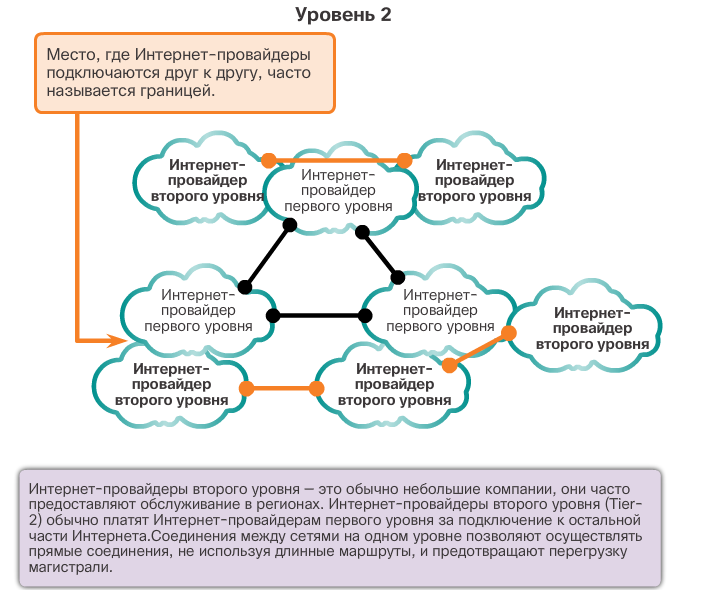 Уровень 2
Место, где Интернет-провайдеры
подключаются друг к другу, часто
называется границей.
Интернет-
провайдер
второго уровня
Интернет-
провайдер
первого уровня
Интернет-
провайдер
второго уровня
Интернет-
провайдер
первого уровня
Интернет-
провайдер
первого уровня
Интернет-
провайдер
второго уровня
Интернет-
провайдер
второго уровня
Интернет-
провайдер
второго уровня
Интернет-провайдеры второго уровня – это обычно небольшие компании, они часто
предоставляют обслуживание в регионах. Интернет-провайдеры второго уровня (Tier-
2) обычно платят Интернет-провайдерам первого уровня за подключение к остальной
части Интернета.Соединения между сетями на одном уровне позволяют осуществлять
прямые соединения, не используя длинные маршруты, и предотвращают перегрузку
магистрали.